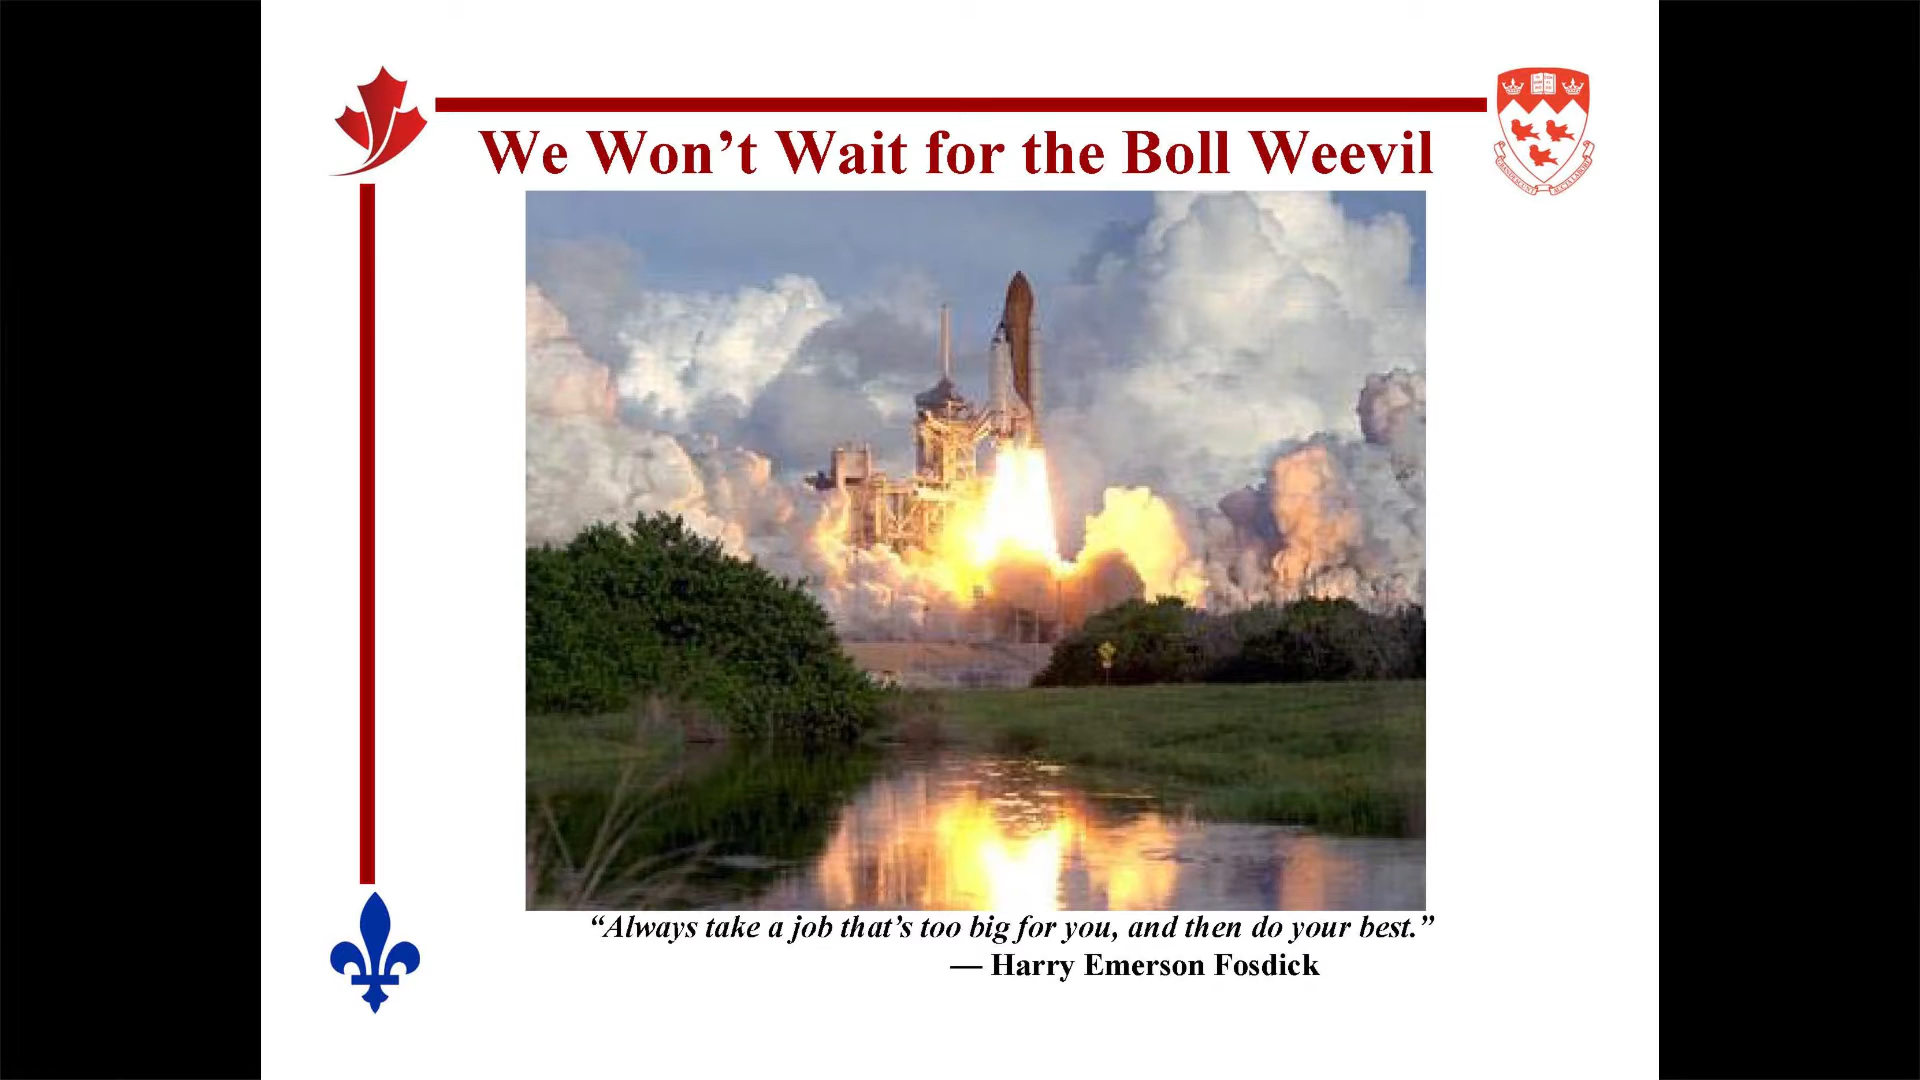 We Won’t Wait for the Boll Weevil
“Always take a job that’s too big for you, and then do your best.”
— Harry Emerson Fosdick